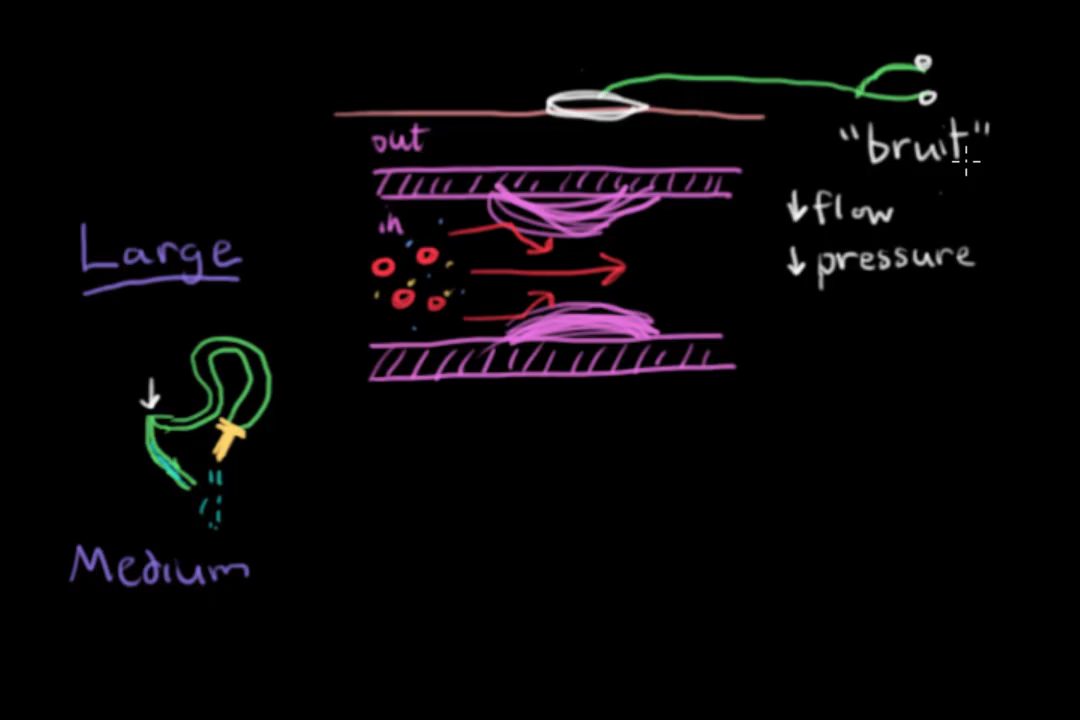 out
"bruit"
in
↓ flow
Large
↓ pressure
Medium